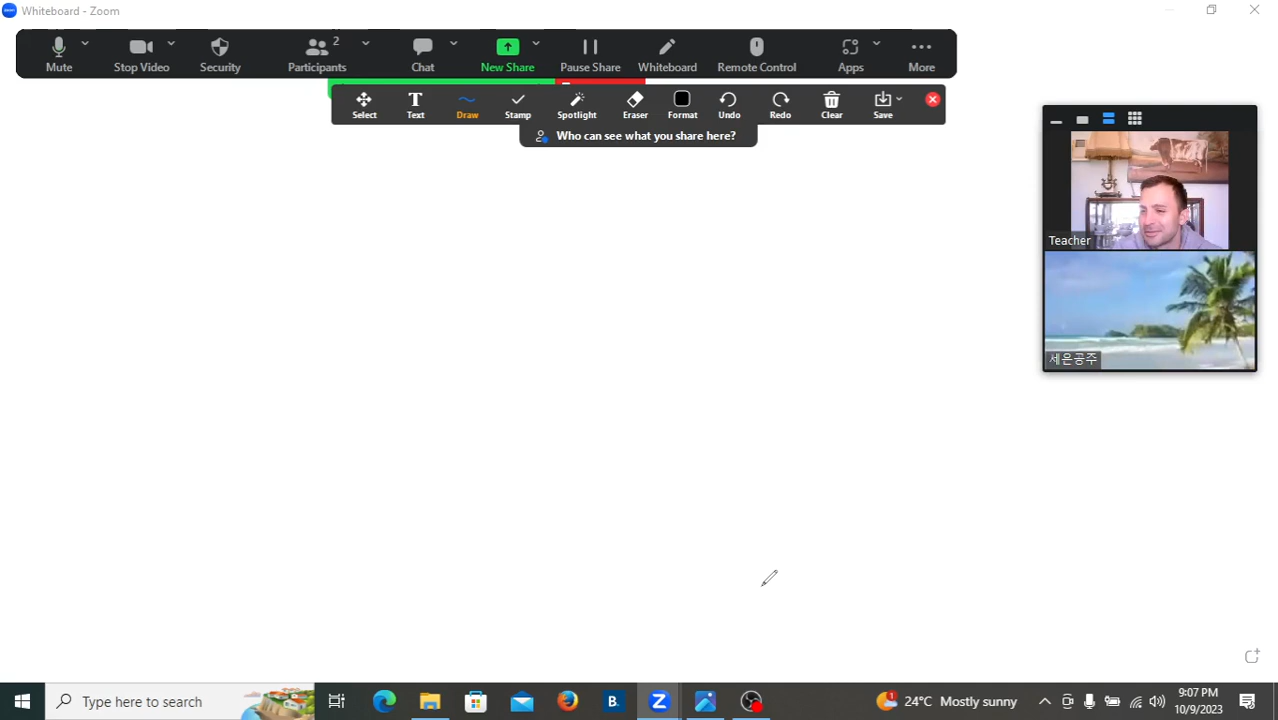 Whiteboard - Zoom
Mute
Stop Video
Security
2
Participants
Chat
New Share
Pause Share
Whiteboard
Remote Control
Apps
More
Select
Text
Draw
Stamp
Spotlight
Eraser
Format
Undo
Redo
Clear
Save
Who can see what you share here?
Teacher
세은공주
Type here to search
1
24°C Mostly sunny
9:07 PM
10/9/2023